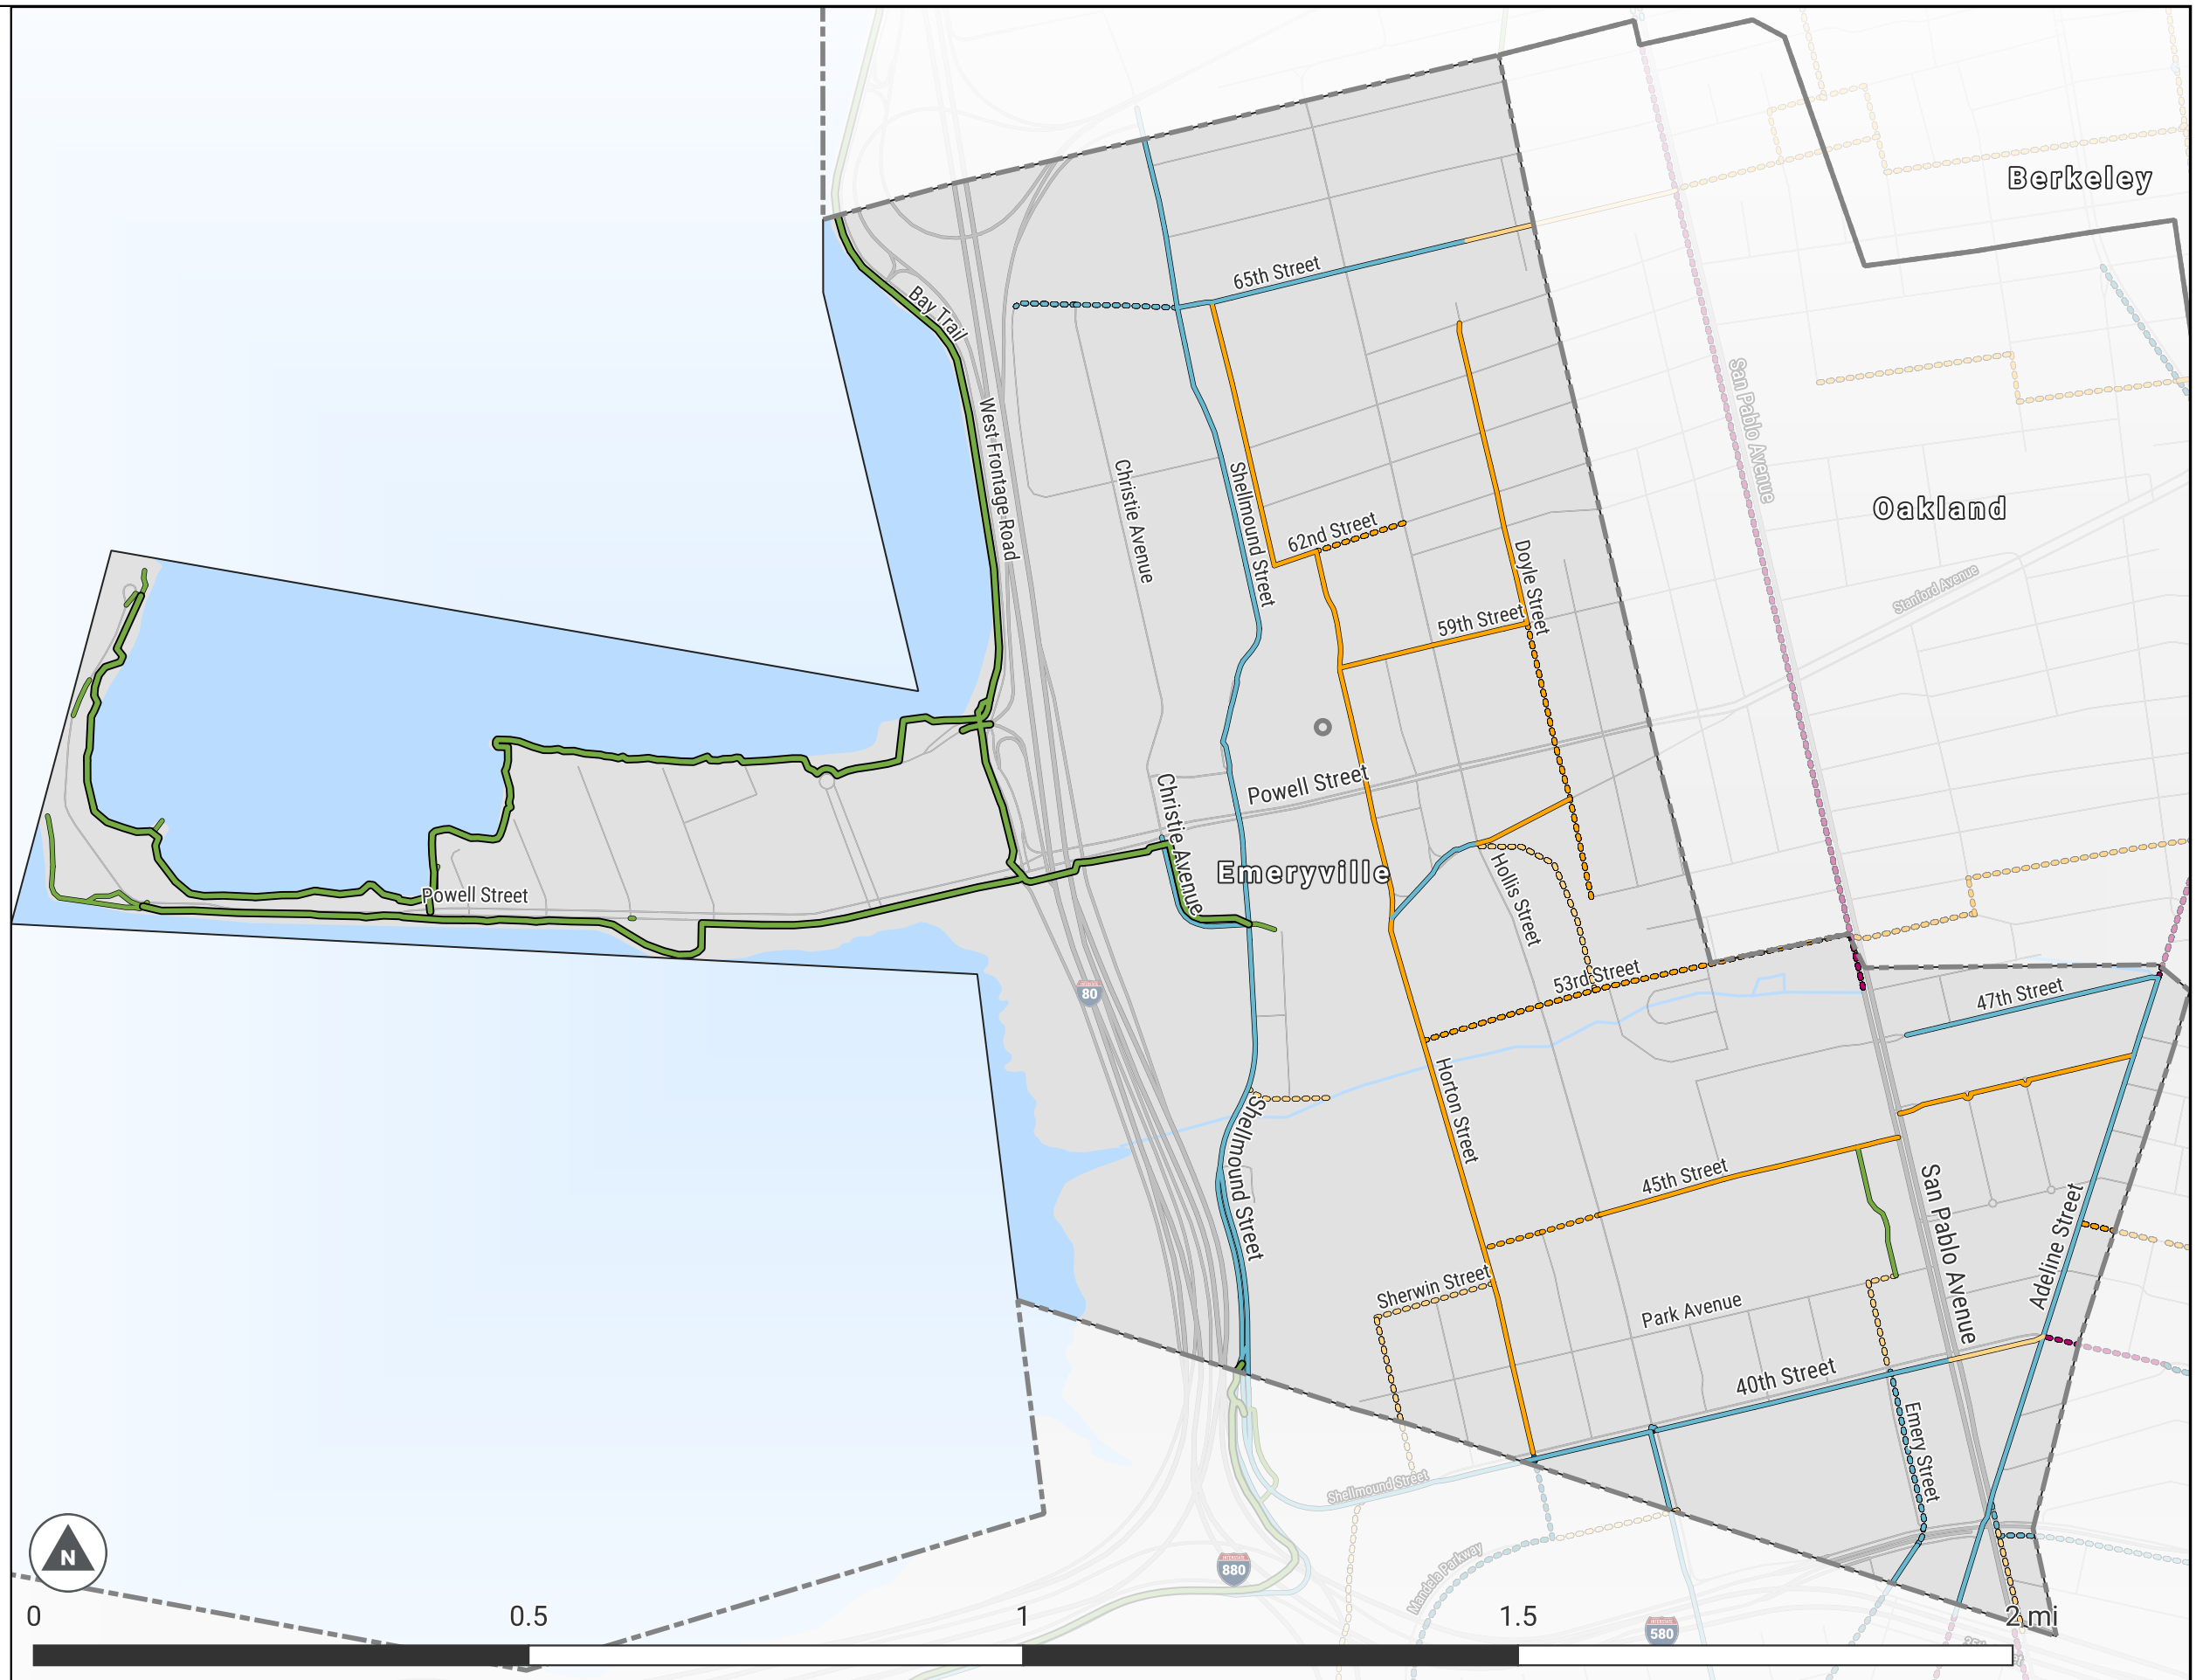 Berkeley
65th Street
Bay Trail
San Pablo Avenue
West Frontage Road
Christie Avenue
Shellmound Street
Oakland
62nd Street
Doyle Street
Stanford Avenue
59th Street
Powell Street
Christie Avenue
Emeryville
Powell Street
Hollis Street
53rd Street
80
47th Street
Horton Street
Shellmound Street
45th Street
San Pablo Avenue
Adeline Street
Sherwin Street
Park Avenue
40th Street
Emery Street
Shellmound Street
Mandela Parkway
N
880
580
0 0.5 1 1.5 2 mi